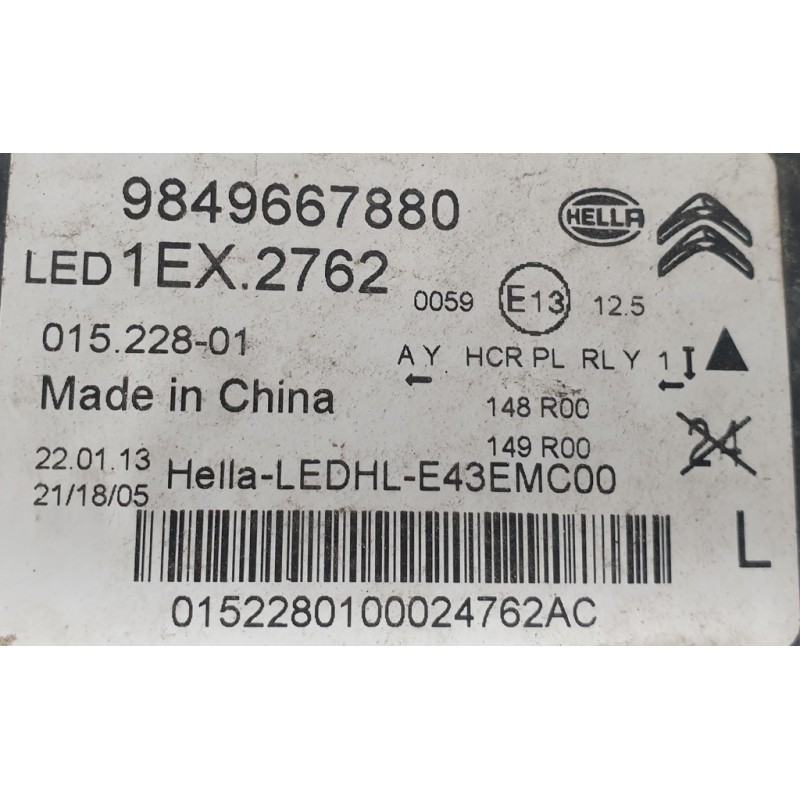 9849667880
HELLA
LED 1EX.2762
0059 E13 12.5
015.228-01
A Y HCR PL RL Y 1
Made in China
148 R00
24
149 R00
22.01.13
Hella-LEDHL-E43EMC00
21/18/05
L
0152280100024762AC